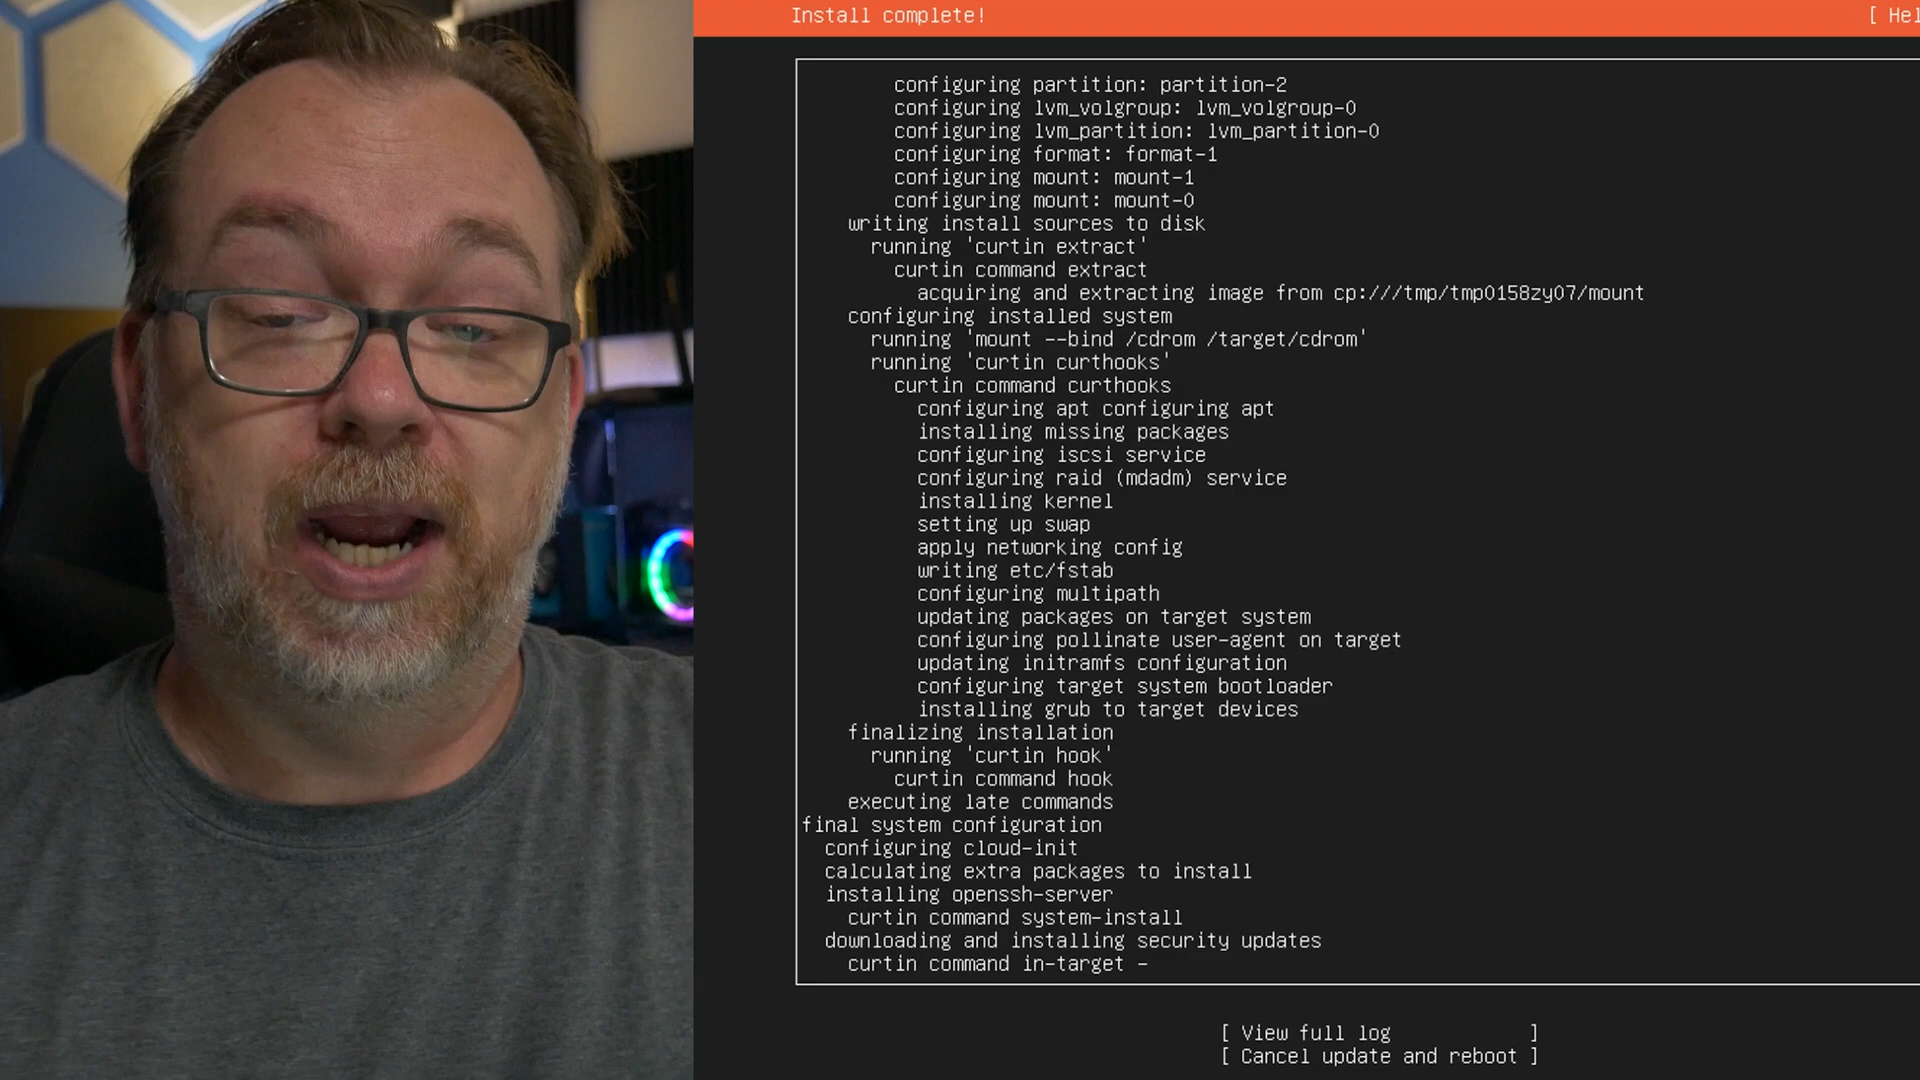 Install complete!
[ Hel
configuring partition: partition-2
configuring lvm_volgroup: lvm_volgroup-0
configuring lvm_partition: lvm_partition-0
configuring format: format-1
configuring mount: mount-1
configuring mount: mount-0
writing install sources to disk
running 'curtin extract'
curtin command extract
acquiring and extracting image from cp:///tmp/tmp0158zy07/mount
configuring installed system
running 'mount --bind /cdrom /target/cdrom'
running 'curtin curthooks'
curtin command curthooks
configuring apt configuring apt
installing missing packages
configuring iscsi service
configuring raid (mdadm) service
installing kernel
setting up swap
apply networking config
writing etc/fstab
configuring multipath
updating packages on target system
configuring pollinate user-agent on target
updating initramfs configuration
configuring target system bootloader
installing grub to target devices
finalizing installation
running 'curtin hook'
curtin command hook
executing late commands
final system configuration
configuring cloud-init
calculating extra packages to install
installing openssh-server
curtin command system-install
downloading and installing security updates
curtin command in-target -
[ View full log ]
[ Cancel update and reboot ]